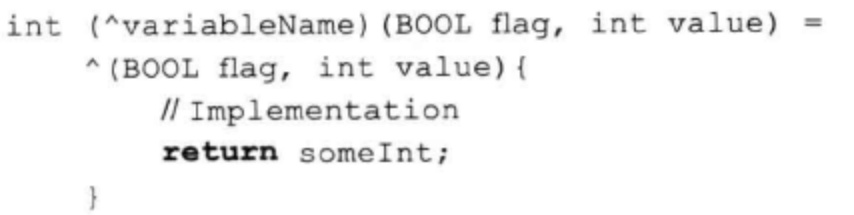 int (^variableName)(BOOL flag, int value) =
^(BOOL flag, int value){
// Implementation
return someInt;
}